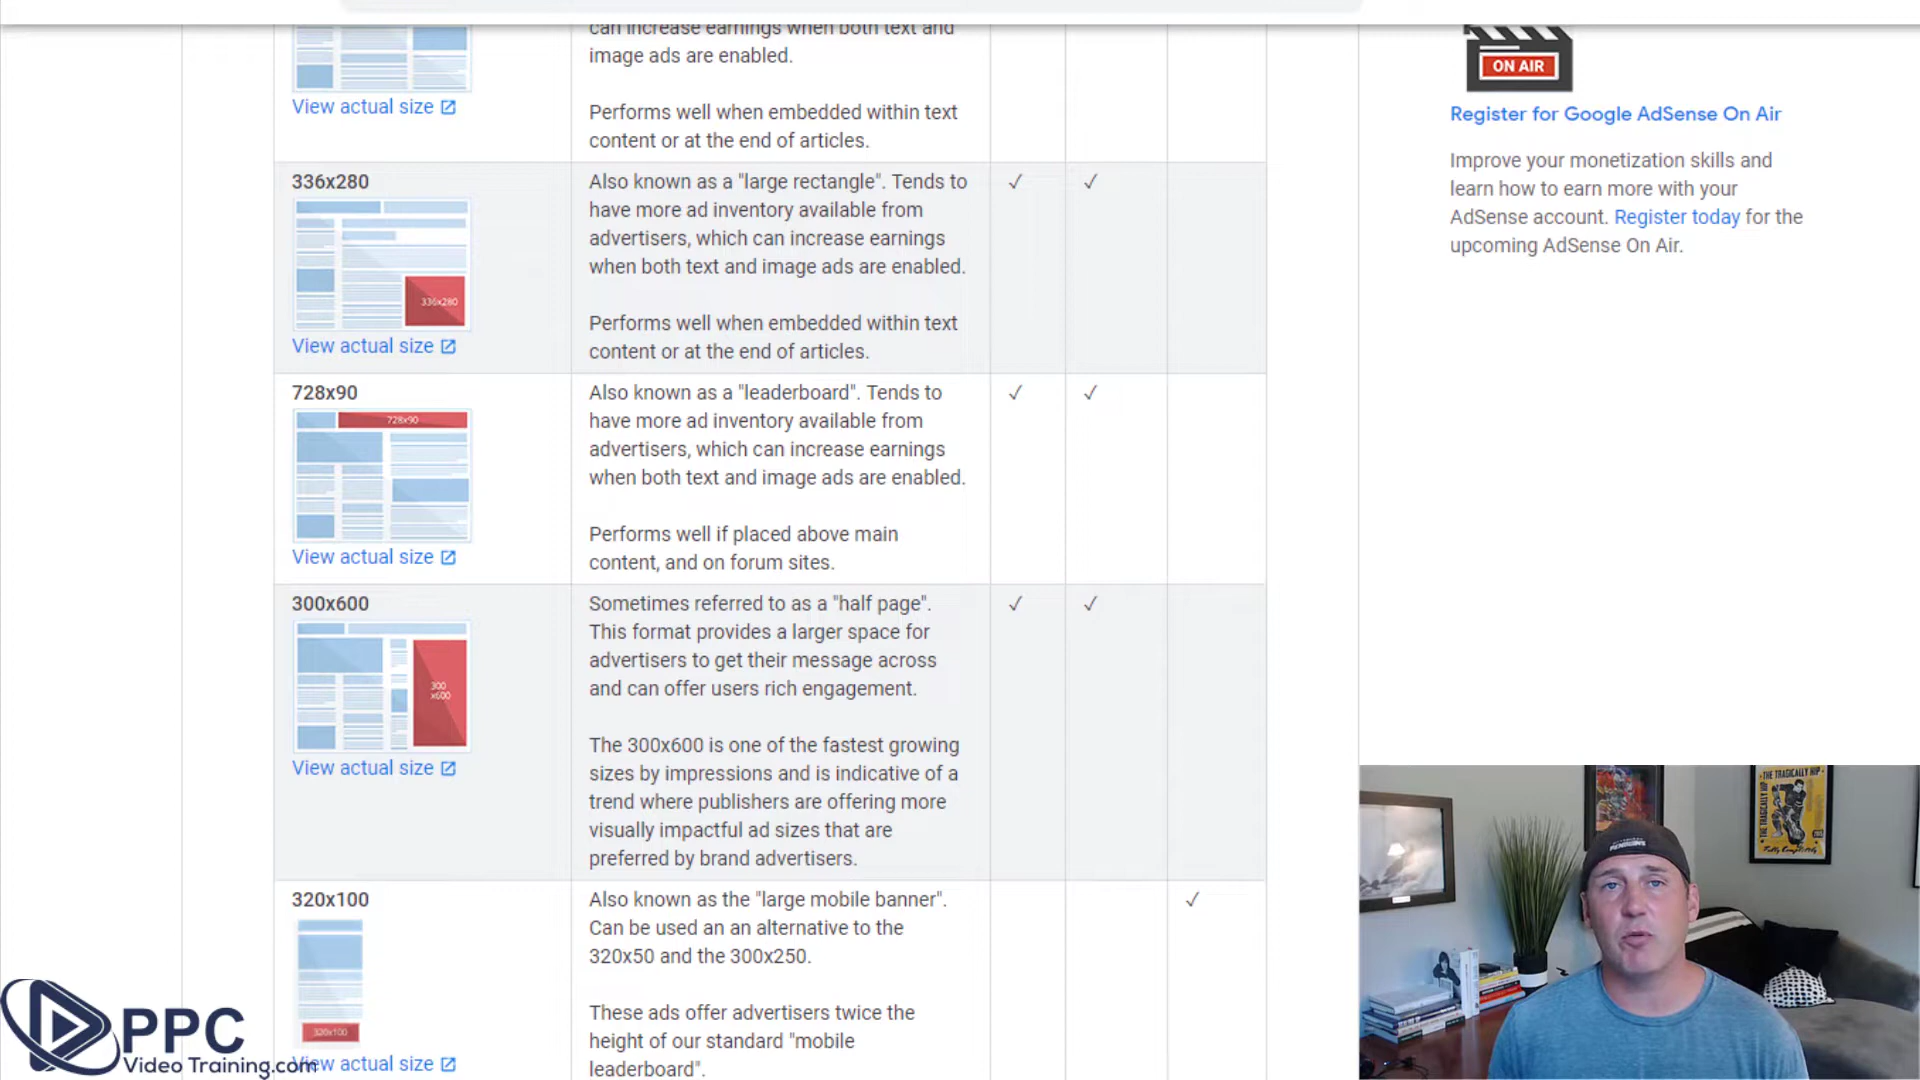 can increase earnings when both text and
image ads are enabled.
Performs well when embedded within text
content or at the end of articles.
View actual size
336x280
336x280
View actual size
Also known as a "large rectangle". Tends to
have more ad inventory available from
advertisers, which can increase earnings
when both text and image ads are enabled.
Performs well when embedded within text
content or at the end of articles.
✓ ✓
728x90
728x90
View actual size
Also known as a "leaderboard". Tends to
have more ad inventory available from
advertisers, which can increase earnings
when both text and image ads are enabled.
Performs well if placed above main
content, and on forum sites.
✓ ✓
300x600
300
x600
View actual size
Sometimes referred to as a "half page".
This format provides a larger space for
advertisers to get their message across
and can offer users rich engagement.
The 300x600 is one of the fastest growing
sizes by impressions and is indicative of a
trend where publishers are offering more
visually impactful ad sizes that are
preferred by brand advertisers.
✓ ✓
320x100
320x100
View actual size
Also known as the "large mobile banner".
Can be used an an alternative to the
320x50 and the 300x250.
These ads offer advertisers twice the
height of our standard "mobile
leaderboard".
✓
ON AIR
Register for Google AdSense On Air
Improve your monetization skills and
learn how to earn more with your
AdSense account. Register today for the
upcoming AdSense On Air.
THE TRAGICALLY HIP
PPC
Video Training.com